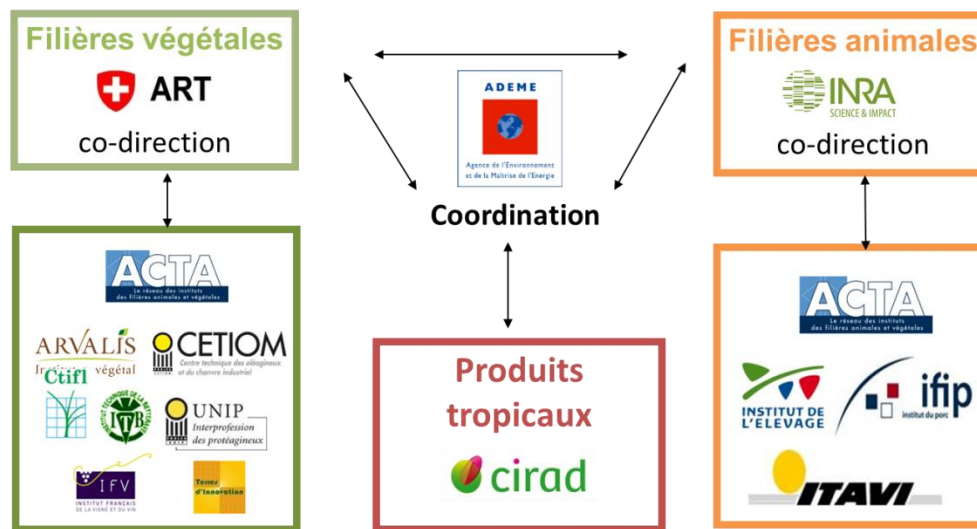 Filières végétales
ART
co-direction
ADEME
Agence de l'Environnement
et de la Maîtrise de l'Energie
Coordination
Filières animales
INRA
SCIENCE & IMPACT
co-direction
ACTA
Le réseau des instituts
des filières animales et végétales
ARVALIS
végétal
CETIOM
Centre technique des oléagineux
et du chanvre industriel
Ctifl
ITB
UNIP
Interprofession
des protéagineux
IFV
INSTITUT FRANÇAIS
DE LA VIGNE ET DU VIN
Terres
d'Innovation
Produits
tropicaux
cirad
ACTA
Le réseau des instituts
des filières animales et végétales
INSTITUT DE
L'ELEVAGE
ifip
institut du porc
ITAVI